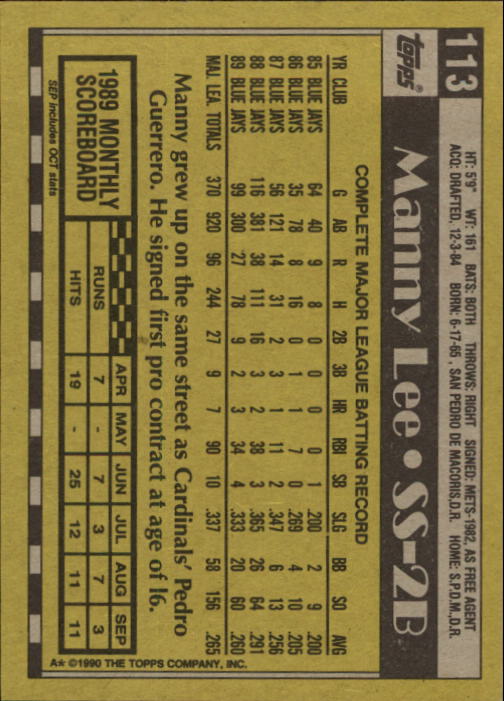 113
HT: 5'9" WT: 161 BATS: BOTH THROWS: RIGHT SIGNED: METS-1982, AS FREE AGENT
ACQ: DRAFTED, 12-3-84 BORN: 6-17-65, SAN PEDRO DE MACORIS,D.R. HOME: S.P.D.M.,D.R.
TOPPS® Manny Lee • SS-2B
COMPLETE MAJOR LEAGUE BATTING RECORD
YR CLUB G AB R H 2B 3B HR RBI SB SLG BB SO AVG
85 BLUE JAYS 64 40 9 8 0 0 0 0 1 .200 2 9 .200
86 BLUE JAYS 35 78 8 16 0 1 1 7 0 .269 4 10 .205
87 BLUE JAYS 56 121 14 31 2 3 1 11 2 .347 6 13 .256
88 BLUE JAYS 116 381 38 111 16 3 2 38 3 .365 26 64 .291
89 BLUE JAYS 99 300 27 78 9 2 3 34 4 .333 20 60 .260
MAJ. LEA. TOTALS 370 920 96 244 27 9 7 90 10 .337 58 156 .265
Manny grew up on the same street as Cardinals' Pedro
Guerrero. He signed first pro contract at age of 16.
1989 MONTHLY
SCOREBOARD
APR MAY JUN JUL AUG SEP
RUNS 7 - 7 3 7 3
HITS 19 - 25 12 11 11
SEP includes OCT stats
A* ©1990 THE TOPPS COMPANY, INC.